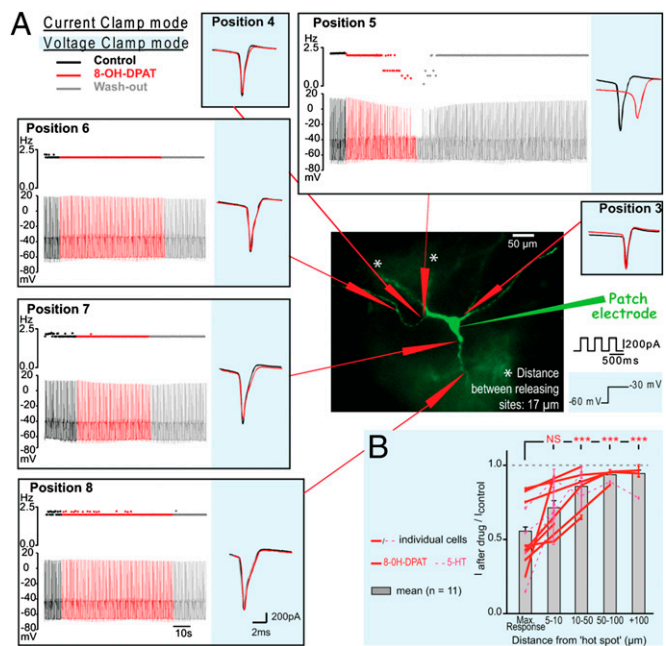 A
Current Clamp mode
Voltage Clamp mode
Control
8-OH-DPAT
Wash-out
Position 4
Position 5
2.5
0.0
Hz
20
0
-20
-40
-60
-80
mV
Position 6
2.5
0.0
Hz
20
0
-20
-40
-60
-80
mV
Position 3
50 µm
Patch
electrode
200pA
500ms
-30 mV
-60 mV
* *
* Distance
between releasing
sites: 17 µm
Position 7
2.5
0.0
Hz
20
0
-20
-40
-60
-80
mV
Position 8
2.5
0.0
Hz
20
0
-20
-40
-60
-80
mV
10s
200pA
2ms
B
NS *** *** ***
1.0
0.5
0.0
I after drug / Icontrol
individual cells
8-0H-DPAT 5-HT
mean (n = 11)
Max. Response 5-10 10-50 50-100 +100
Distance from 'hot spot' (µm)